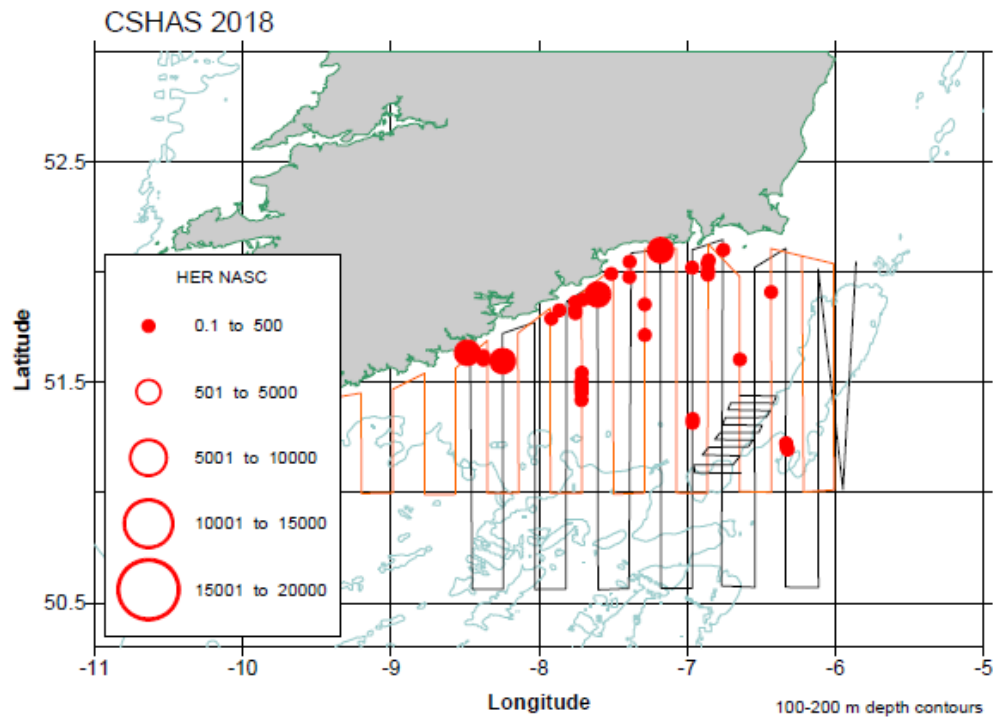 CSHAS 2018
52.5
51.5
50.5
Latitude
HER NASC
0.1 to 500
501 to 5000
5001 to 10000
10001 to 15000
15001 to 20000
-11 -10 -9 -8 -7 -6 -5
Longitude
100-200 m depth contours